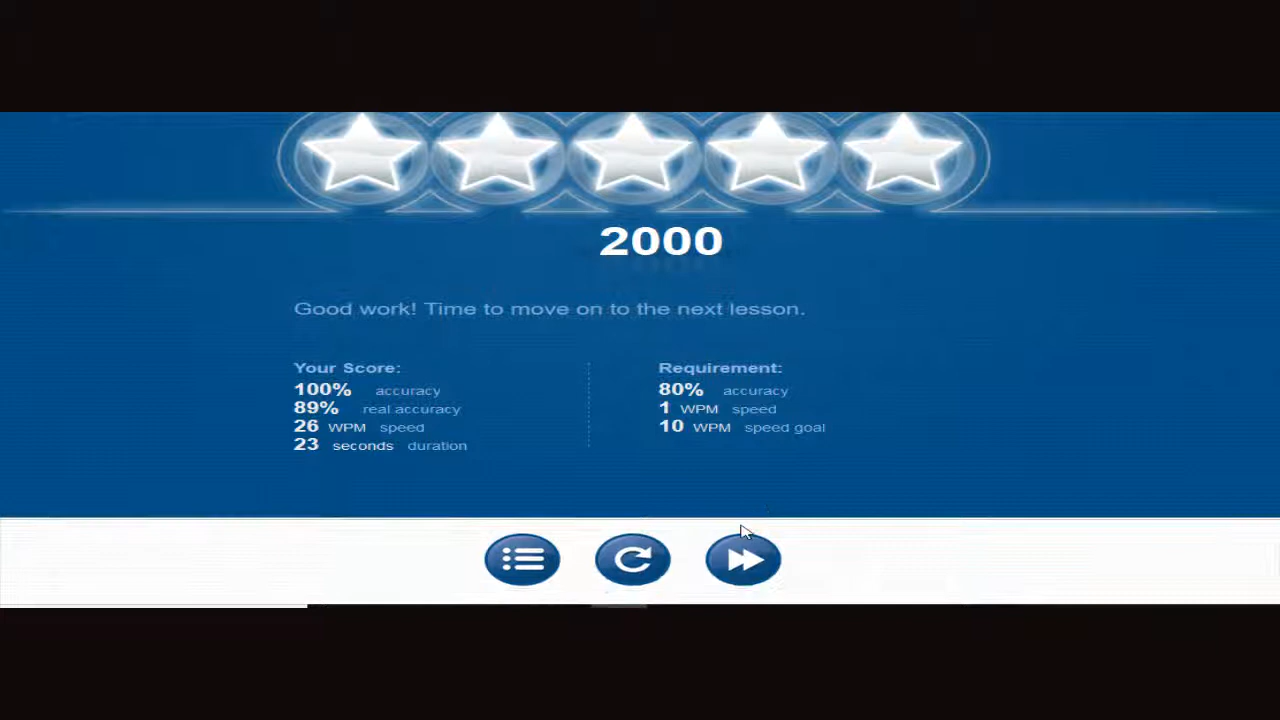 2000
Good work! Time to move on to the next lesson.
Your Score:
100% accuracy
89% real accuracy
26 WPM speed
23 seconds duration
Requirement:
80% accuracy
1 WPM speed
10 WPM speed goal